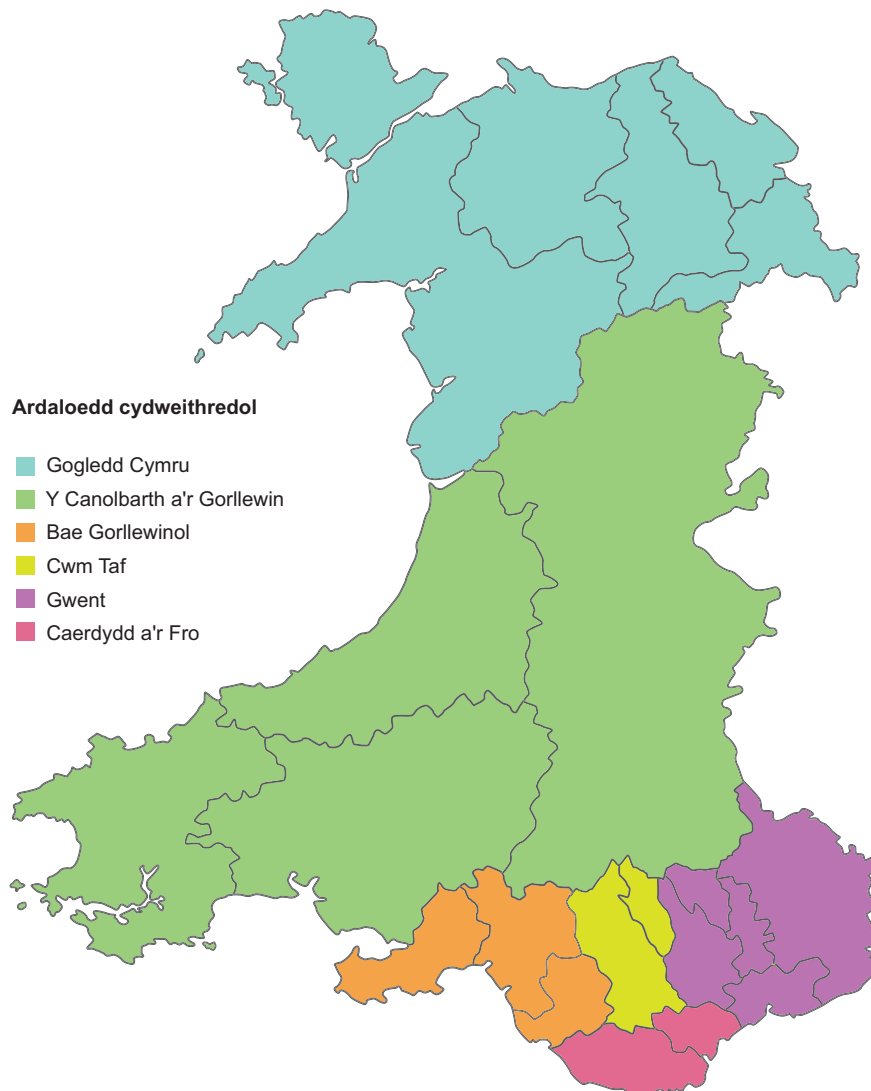 Ardaloedd cydweithredol
Gogledd Cymru
Y Canolbarth a'r Gorllewin
Bae Gorllewinol
Cwm Taf
Gwent
Caerdydd a'r Fro